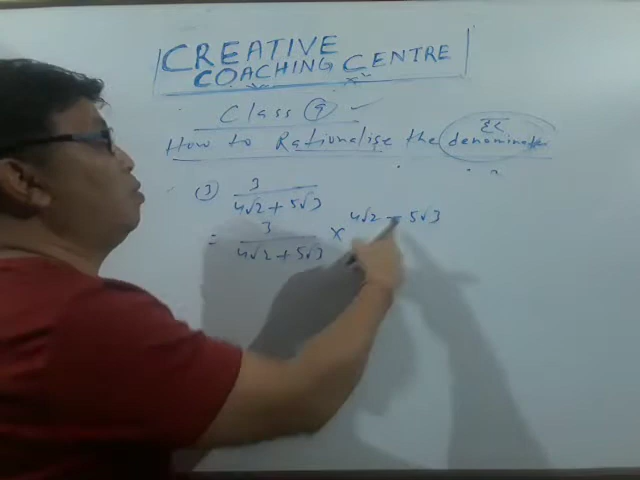 CREATIVE
COACHING CENTRE
Class 9
How to Rationalise the denominator
③ 3/(4√2 + 5√3)
= 3/(4√2 + 5√3) × 4√2 − 5√3